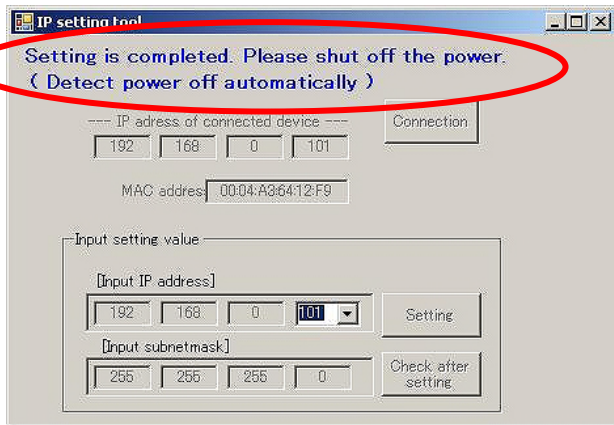 IP setting tool
Setting is completed. Please shut off the power.
( Detect power off automatically )
--- IP adress of connected device ---
Connection
192 168 0 101
MAC addres 00:04:A3:64:12:F9
Input setting value
[Input IP address]
192 168 0 101
Setting
[Input subnetmask]
255 255 255 0
Check after
setting